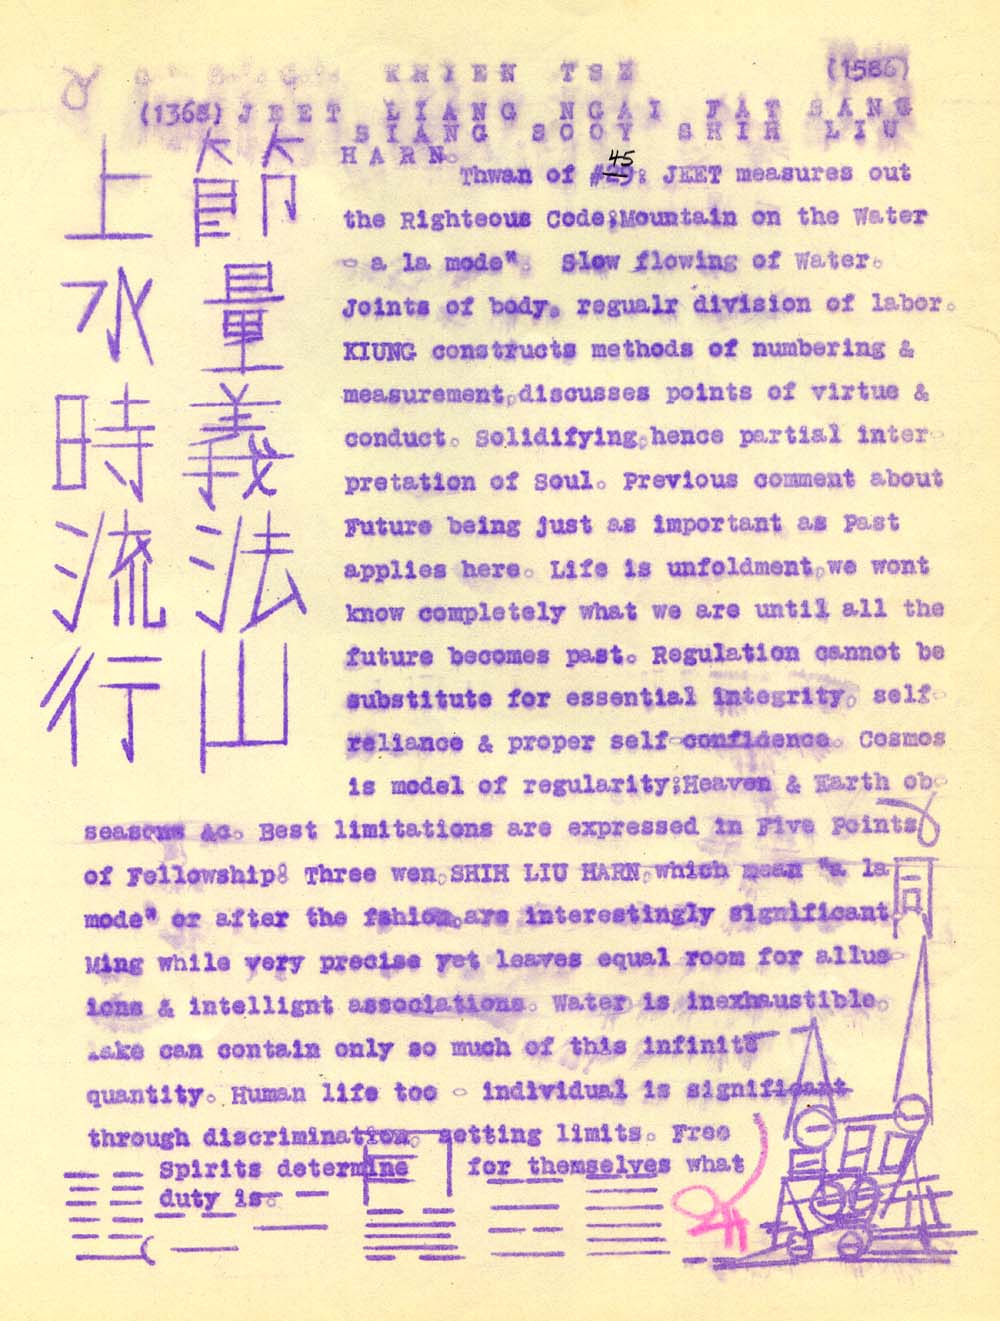 KHIEN TSZ (1586)
(1368) JEET LIANG NGAI FAT SANG
SIANG SOOY SHIH LIU
HARN.
45
Thwan of #29: JEET measures out
the Righteous Code;Mountain on the Water
- a la mode". Slow flowing of Water.
Joints of body, regualr division of labor.
KIUNG constructs methods of numbering &
measurement,discusses points of virtue &
conduct. Solidifying,hence partial inter-
pretation of Soul. Previous comment about
Future being just as important as Past
applies here. Life is unfoldment,we wont
know completely what we are until all the
future becomes past. Regulation cannot be
substitute for essential integrity, self-
reliance & proper self-confidence. Cosmos
is model of regularity;Heaven & Earth ob-
seasons &c. Best limitations are expressed in Five Points
of Fellowship: Three wen,SHIH LIU HARN,which mean "a la
mode" or after the fshion,are interestingly significant
Ming while very precise yet leaves equal room for allus-
ions & intellignt associations. Water is inexhaustible.
Lake can contain only so much of this infinite
quantity. Human life too - individual is significant
through discrimination, setting limits. Free
Spirits determine for themselves what
duty is.
節量義法山
上水時流行